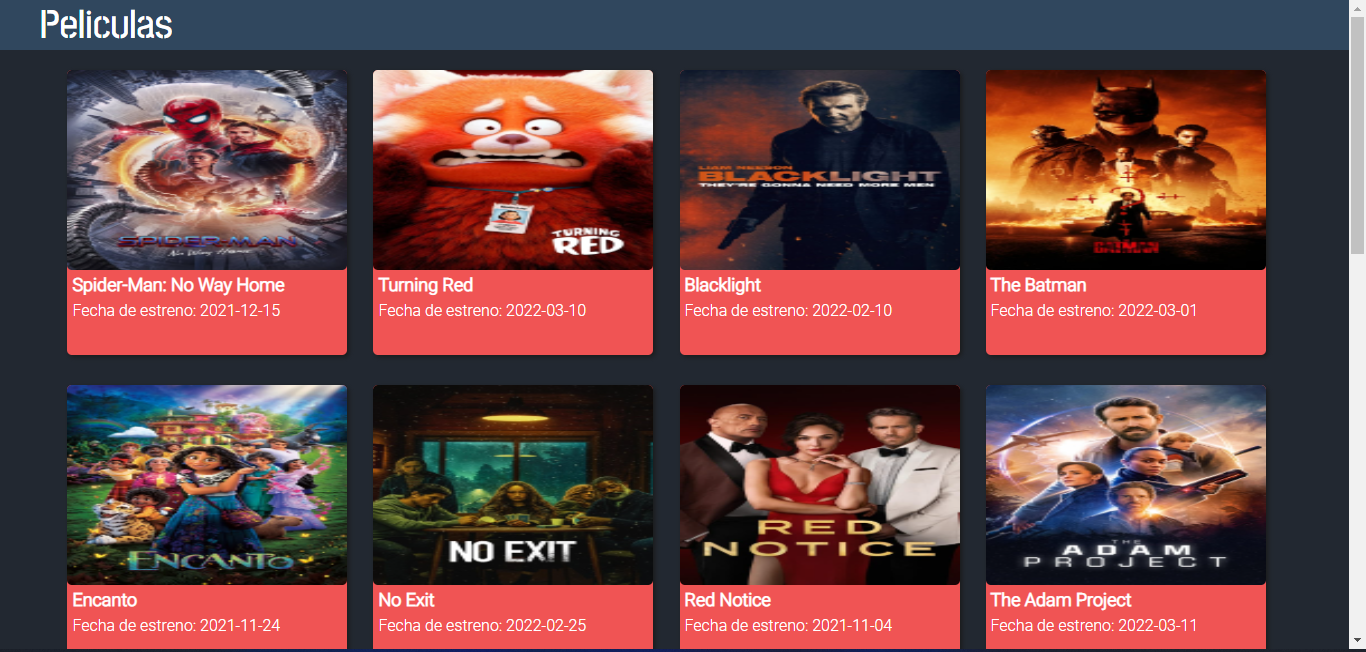 Peliculas
SPIDER-MAN
No Way Home
TURNING
RED
LIAM NEESON
BLACKLIGHT
THEY'RE GONNA NEED MORE MEN
BATMAN
Spider-Man: No Way Home
Turning Red
Blacklight
The Batman
Fecha de estreno: 2021-12-15
Fecha de estreno: 2022-03-10
Fecha de estreno: 2022-02-10
Fecha de estreno: 2022-03-01
ENCANTO
NO EXIT
RED
NOTICE
THE
ADAM
PROJECT
Encanto
No Exit
Red Notice
The Adam Project
Fecha de estreno: 2021-11-24
Fecha de estreno: 2022-02-25
Fecha de estreno: 2021-11-04
Fecha de estreno: 2022-03-11